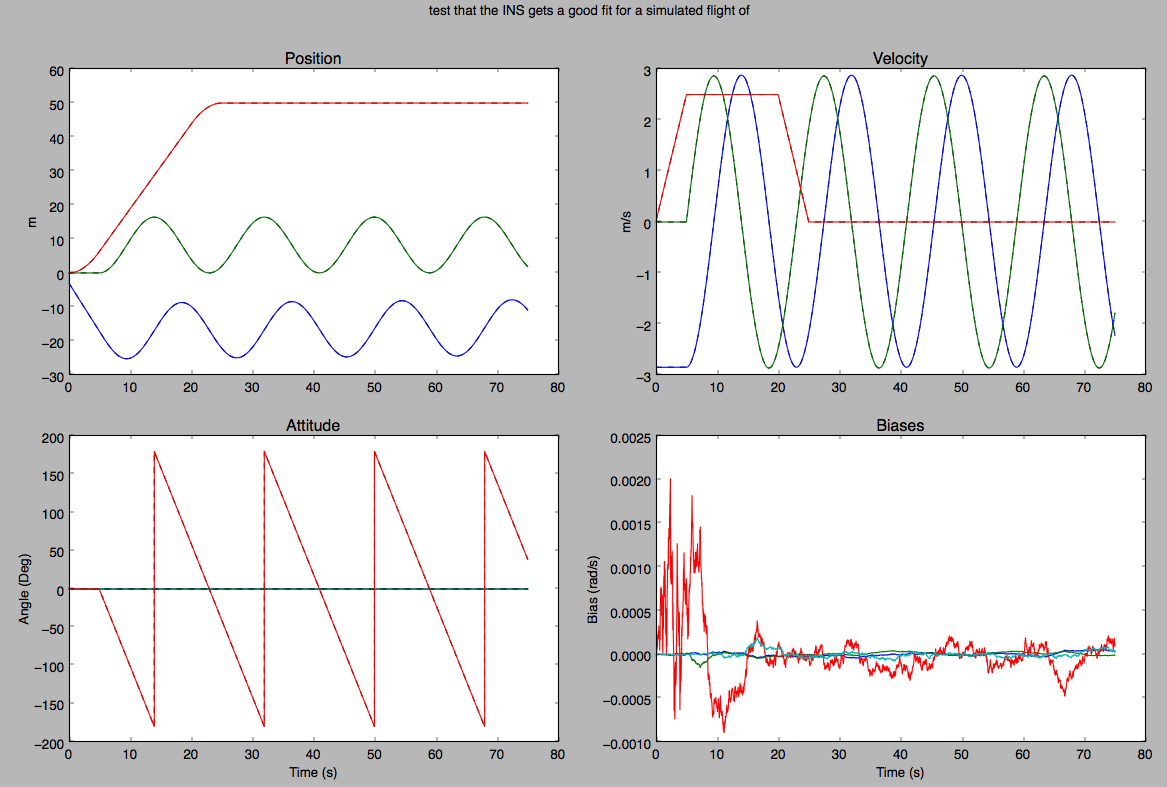 test that the INS gets a good fit for a simulated flight of
Position
60
50
40
30
20
10
0
−10
−20
−30
m
0 10 20 30 40 50 60 70 80
Velocity
3
2
1
0
−1
−2
−3
m/s
0 10 20 30 40 50 60 70 80
Attitude
200
150
100
50
0
−50
−100
−150
−200
Angle (Deg)
0 10 20 30 40 50 60 70 80
Time (s)
Biases
0.0025
0.0020
0.0015
0.0010
0.0005
0.0000
−0.0005
−0.0010
Bias (rad/s)
0 10 20 30 40 50 60 70 80
Time (s)